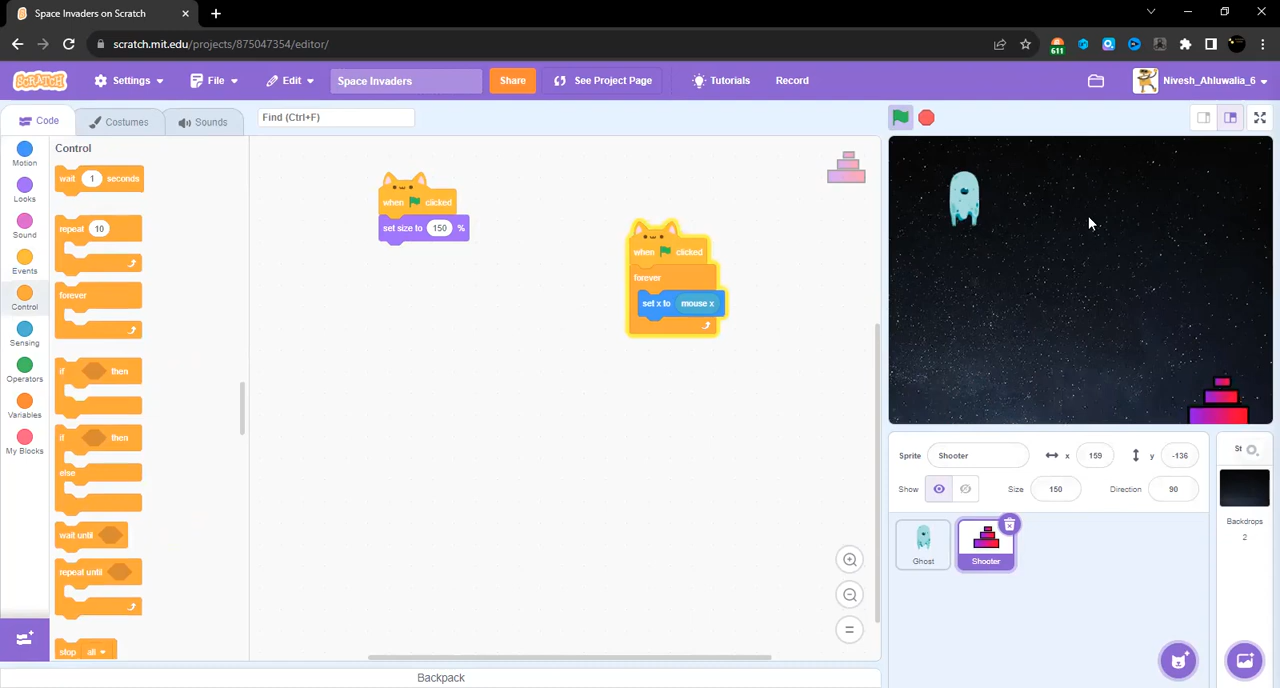 Space Invaders on Scratch
scratch.mit.edu/projects/875047354/editor/
611
SCRATCH
Settings
File
Edit
Space Invaders
Share
See Project Page
Tutorials
Record
Nivesh_Ahluwalia_6
Code
Costumes
Sounds
Find (Ctrl+F)
Motion
Looks
Sound
Events
Control
Sensing
Operators
Variables
My Blocks
Control
wait 1 seconds
repeat 10
forever
if then
if then
else
wait until
repeat until
stop all
when clicked
set size to 150 %
when clicked
forever
set x to mouse x
Sprite Shooter x 159 y -136
Show Size 150 Direction 90
Ghost
Shooter
St
Backdrops
2
Backpack